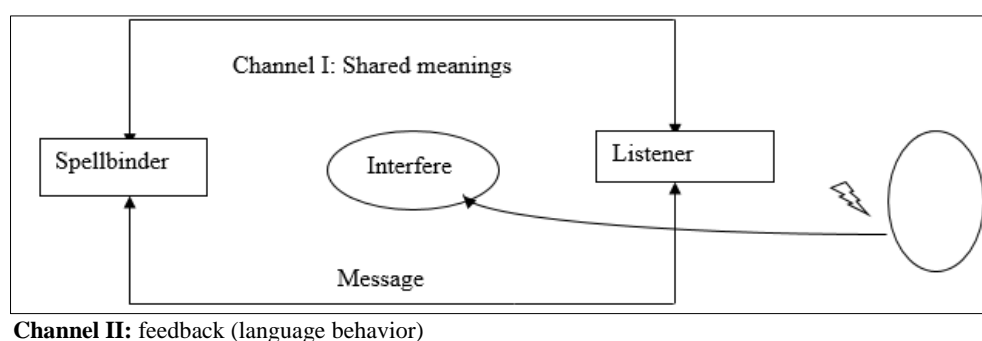 Channel I: Shared meanings
Spellbinder
Interfere
Listener
Message
Channel II: feedback (language behavior)